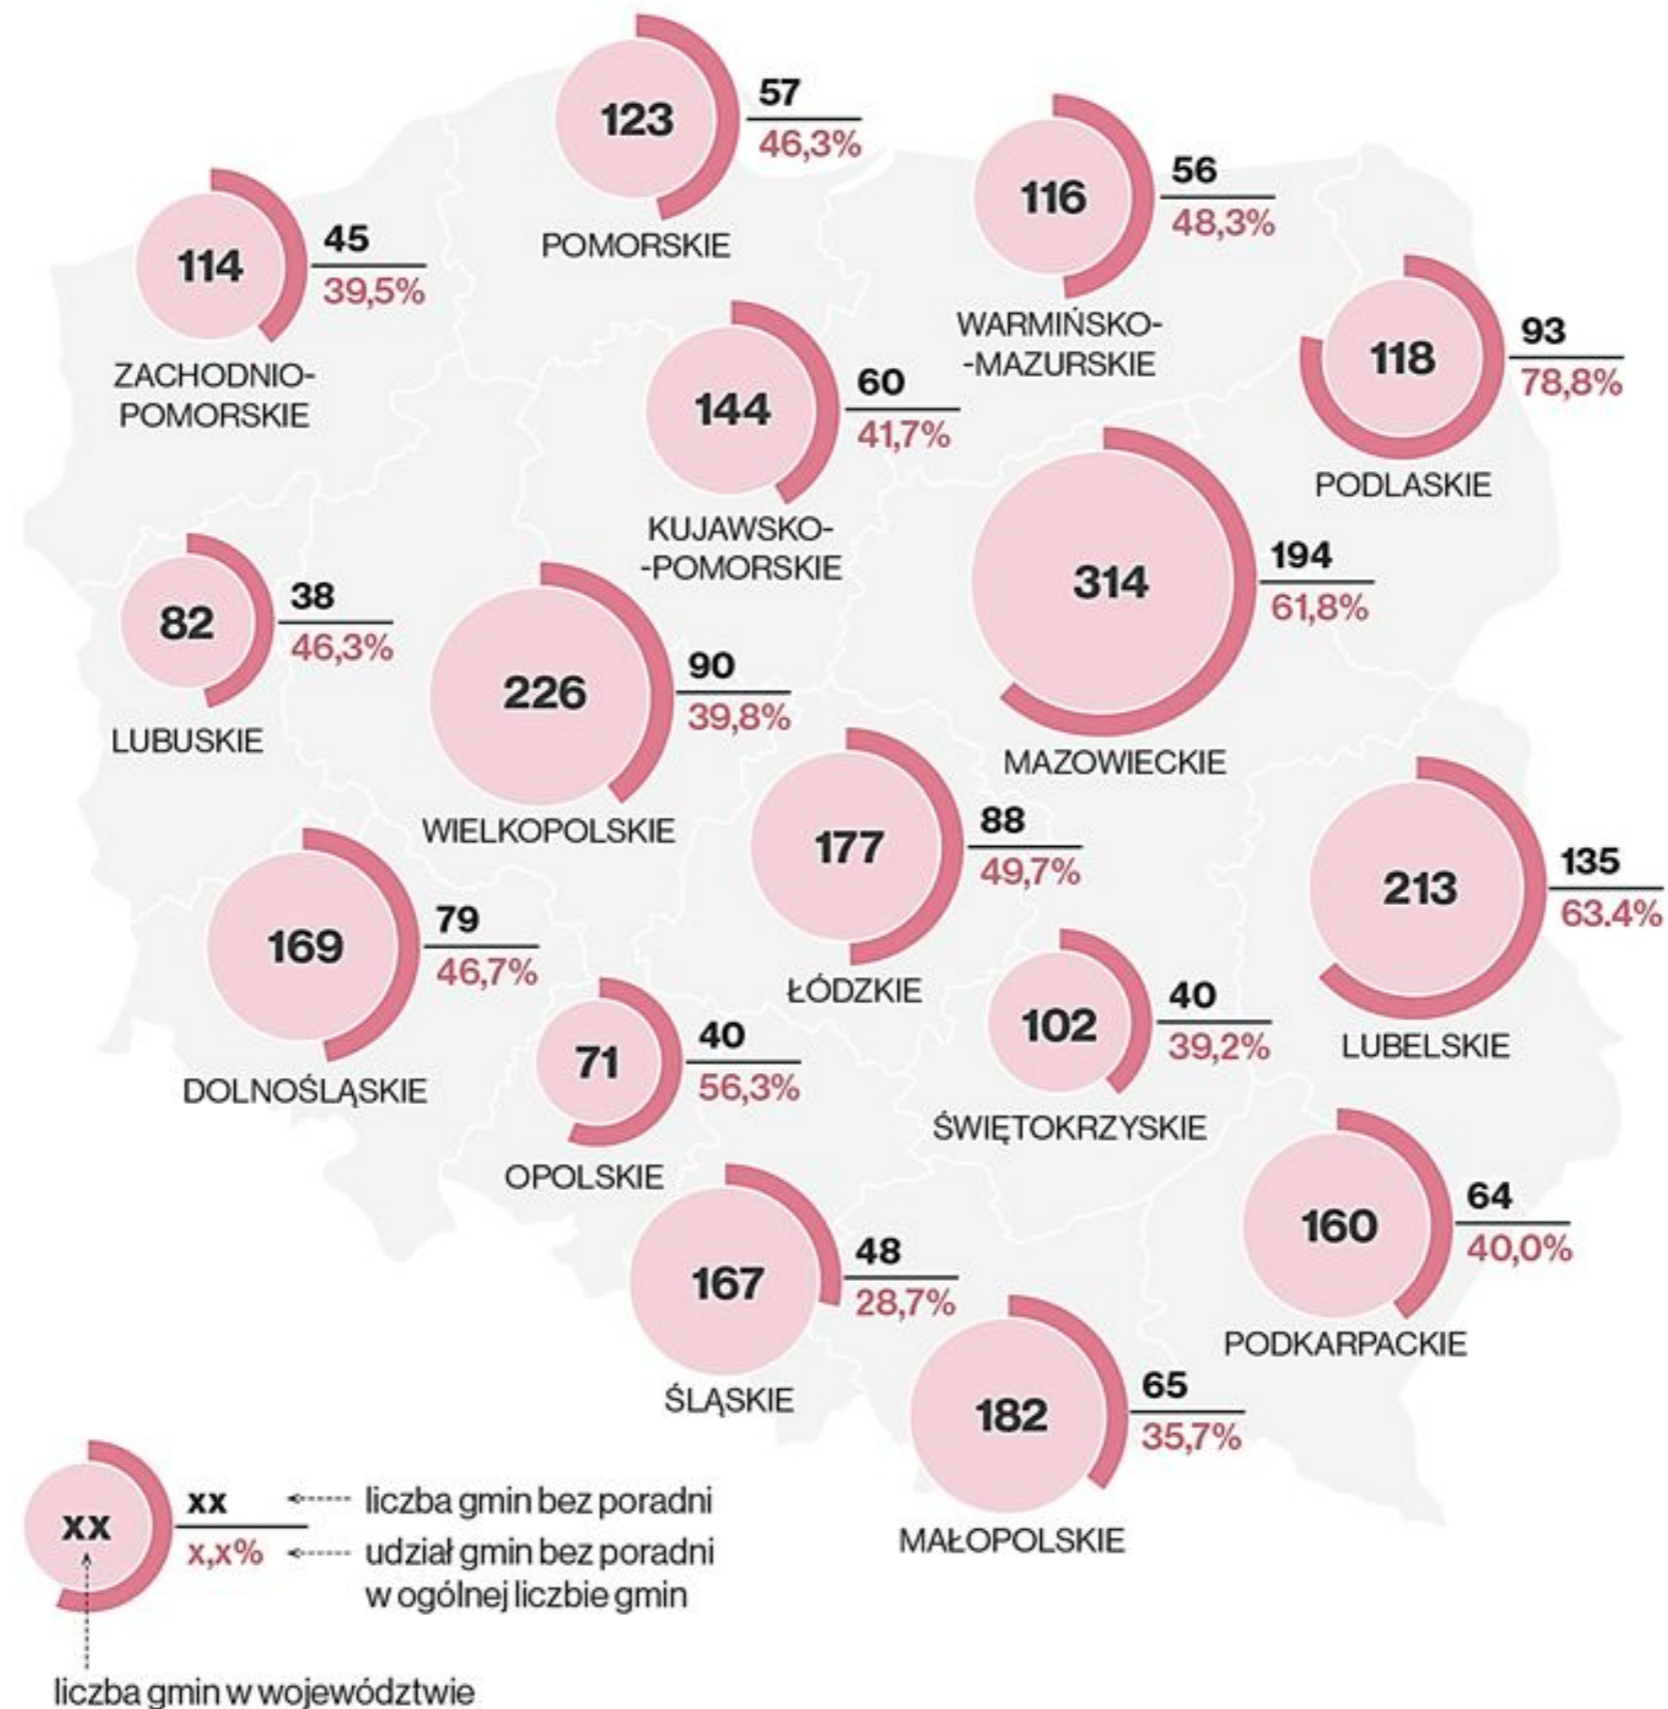 123
57
46,3%
POMORSKIE
116
56
48,3%
WARMIŃSKO-
-MAZURSKIE
114
45
39,5%
ZACHODNIO-
POMORSKIE
118
93
78,8%
PODLASKIE
144
60
41,7%
KUJAWSKO-
-POMORSKIE
314
194
61,8%
MAZOWIECKIE
82
38
46,3%
LUBUSKIE
226
90
39,8%
WIELKOPOLSKIE
177
88
49,7%
ŁÓDZKIE
213
135
63.4%
LUBELSKIE
169
79
46,7%
DOLNOŚLĄSKIE
71
40
56,3%
OPOLSKIE
102
40
39,2%
ŚWIĘTOKRZYSKIE
160
64
40,0%
PODKARPACKIE
167
48
28,7%
ŚLĄSKIE
182
65
35,7%
MAŁOPOLSKIE
xx
xx
liczba gmin bez poradni
x,x%
udział gmin bez poradni
w ogólnej liczbie gmin
liczba gmin w województwie